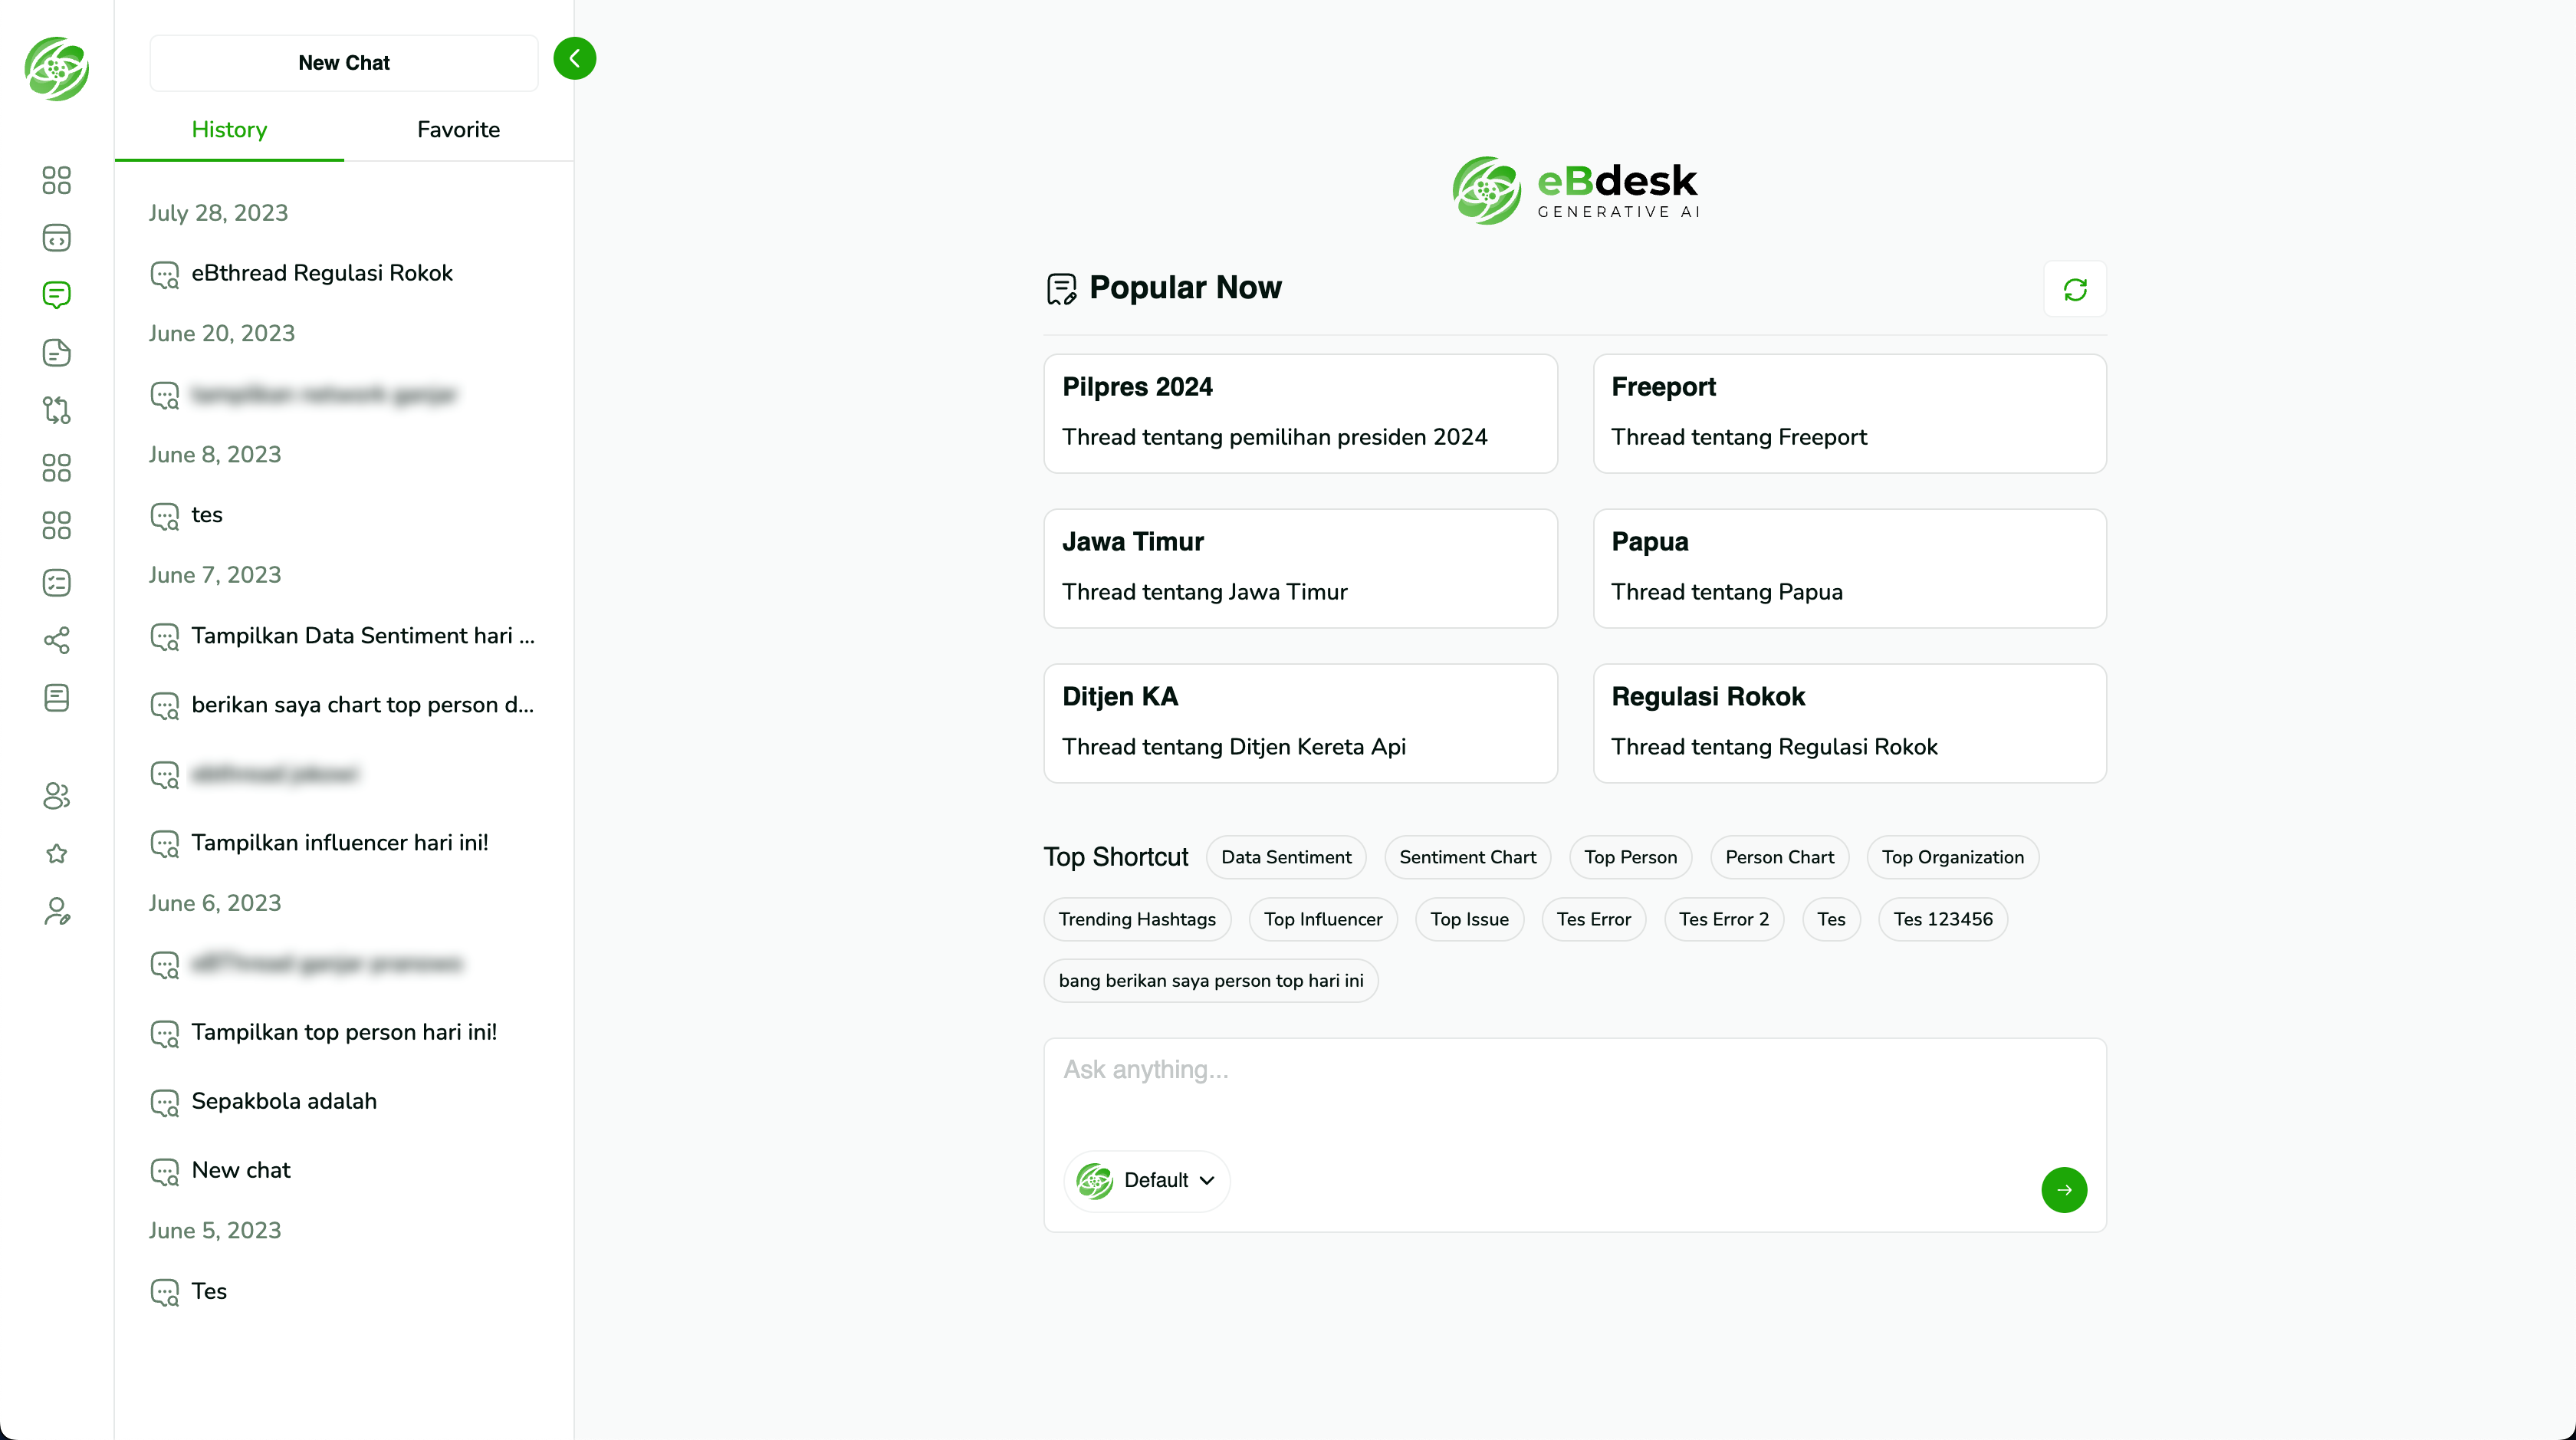 New Chat
History
Favorite
July 28, 2023
eBthread Regulasi Rokok
June 20, 2023
June 8, 2023
tes
June 7, 2023
Tampilkan Data Sentiment hari ...
berikan saya chart top person d...
Tampilkan influencer hari ini!
June 6, 2023
Tampilkan top person hari ini!
Sepakbola adalah
New chat
June 5, 2023
Tes
eBdesk
GENERATIVE AI
Popular Now
Pilpres 2024
Thread tentang pemilihan presiden 2024
Freeport
Thread tentang Freeport
Jawa Timur
Thread tentang Jawa Timur
Papua
Thread tentang Papua
Ditjen KA
Thread tentang Ditjen Kereta Api
Regulasi Rokok
Thread tentang Regulasi Rokok
Top Shortcut Data Sentiment Sentiment Chart Top Person Person Chart Top Organization
Trending Hashtags Top Influencer Top Issue Tes Error Tes Error 2 Tes Tes 123456
bang berikan saya person top hari ini
Ask anything...
Default